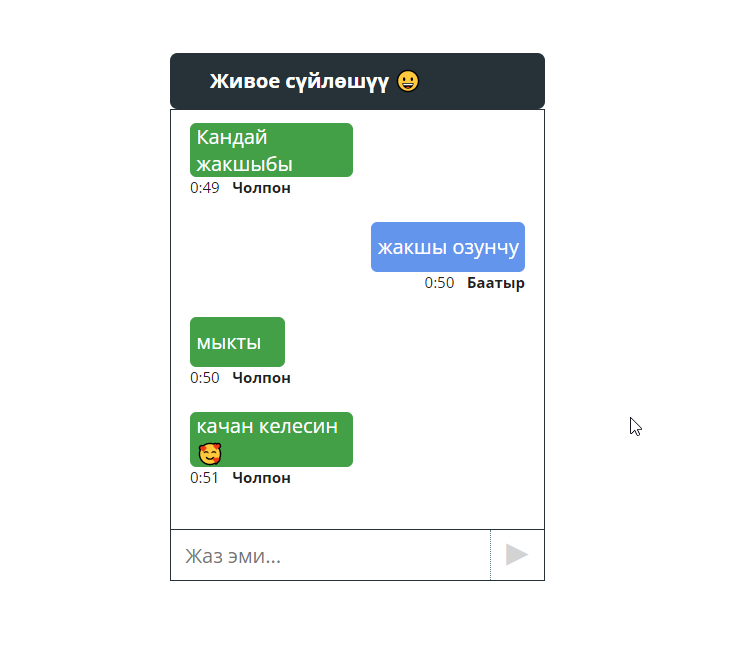 Живое сүйлөшүү 😀
Кандай
жакшыбы
0:49 Чолпон
жакшы озунчу
0:50 Баатыр
мыкты
0:50 Чолпон
качан келесин
🥰
0:51 Чолпон
Жаз эми...